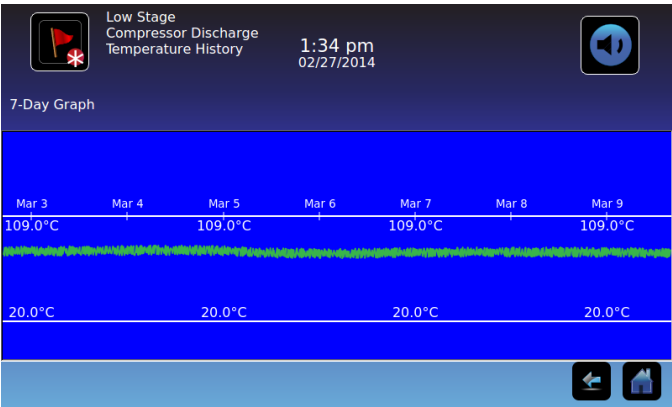 Low Stage
Compressor Discharge
Temperature History
1:34 pm
02/27/2014
7-Day Graph
Mar 3 Mar 4 Mar 5 Mar 6 Mar 7 Mar 8 Mar 9
109.0°C 109.0°C 109.0°C 109.0°C
20.0°C 20.0°C 20.0°C 20.0°C